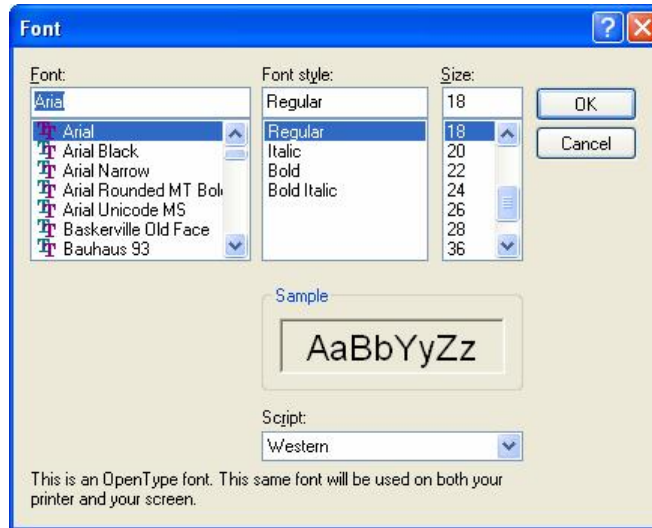 Font
Font:
Font style:
Size:
Arial
Regular
18
OK
Cancel
Arial
Arial Black
Arial Narrow
Arial Rounded MT Bol
Arial Unicode MS
Baskerville Old Face
Bauhaus 93
Regular
Italic
Bold
Bold Italic
18
20
22
24
26
28
36
Sample
AaBbYyZz
Script:
Western
This is an OpenType font. This same font will be used on both your
printer and your screen.